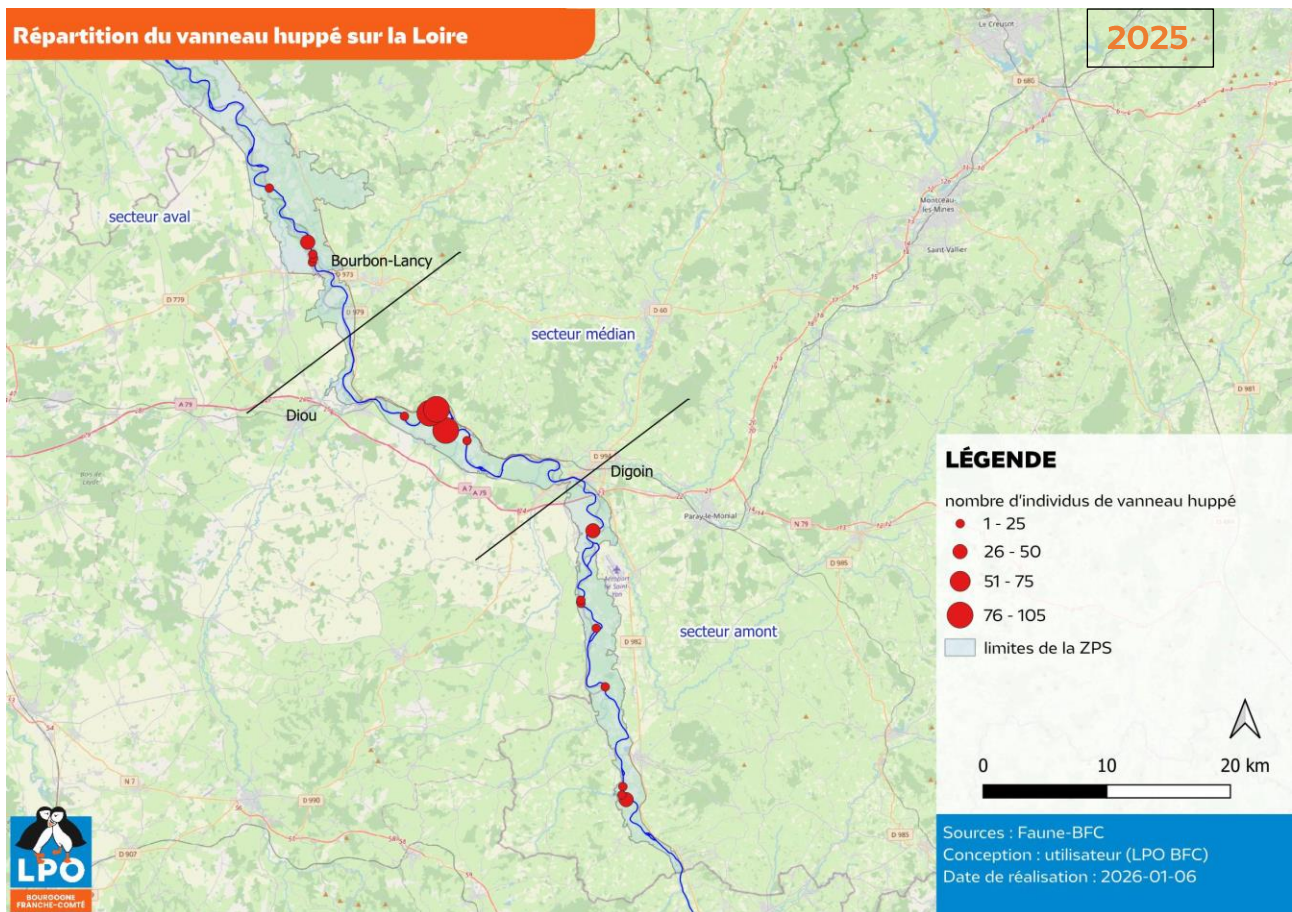 Répartition du vanneau huppé sur la Loire
2025
Le Creusot
D 680
Montceau-
les-Mines
Saint-Vallier
secteur aval
Bourbon-Lancy
D 973
D 779
D 979
D 60
secteur médian
D 981
A 79
Diou
D 994
Digoin
A 79
Paray-le-Monial
N 79
D 985
D 982
secteur amont
N 7
D 990
D 985
D 907
LÉGENDE
nombre d'individus de vanneau huppé
1 - 25
26 - 50
51 - 75
76 - 105
limites de la ZPS
0 10 20 km
Sources : Faune-BFC
Conception : utilisateur (LPO BFC)
Date de réalisation : 2026-01-06
LPO
BOURGOGNE
FRANCHE-COMTÉ